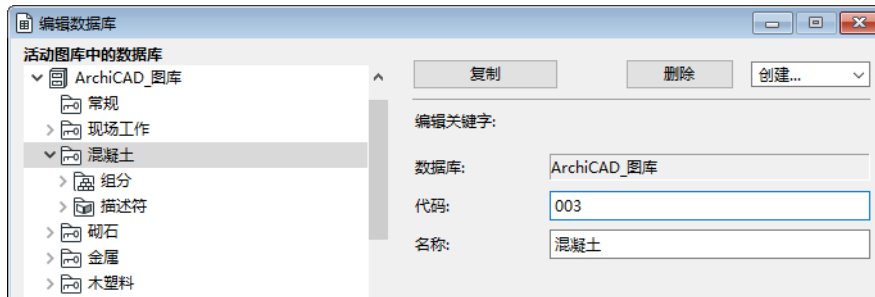 编辑数据库
活动图库中的数据库
ArchiCAD_图库
常规
现场工作
混凝土
组分
描述符
砌石
金属
木塑料
复制
删除
创建...
编辑关键字:
数据库:
ArchiCAD_图库
代码:
003
名称:
混凝土